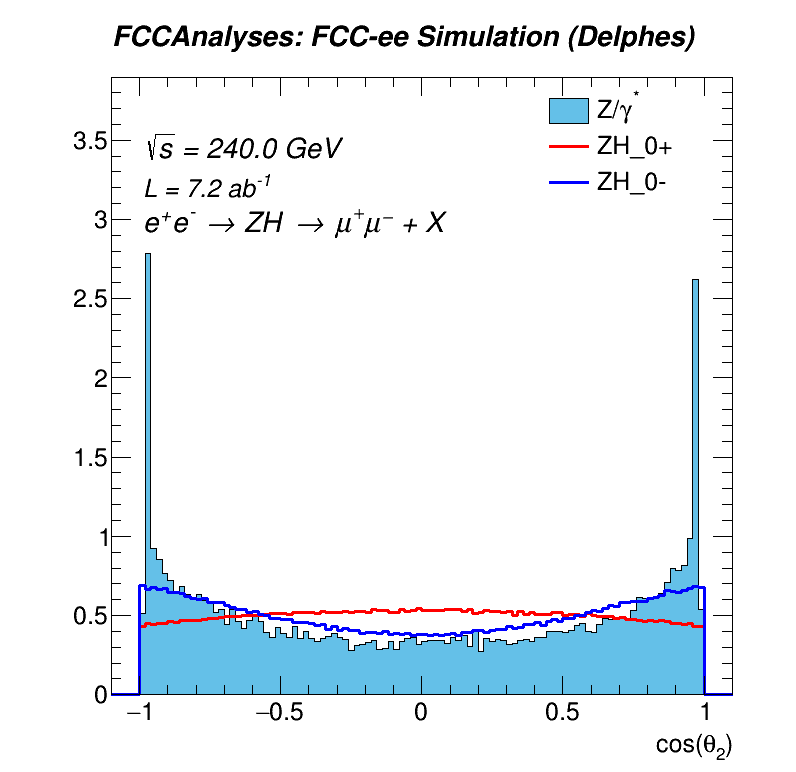 FCCAnalyses: FCC-ee Simulation (Delphes)
√s = 240.0 GeV
L = 7.2 ab⁻¹
e⁺e⁻ → ZH → μ⁺μ⁻ + X
Z/γ*
ZH_0+
ZH_0-
3.5
3
2.5
2
1.5
1
0.5
0
−1 −0.5 0 0.5 1
cos(θ₂)